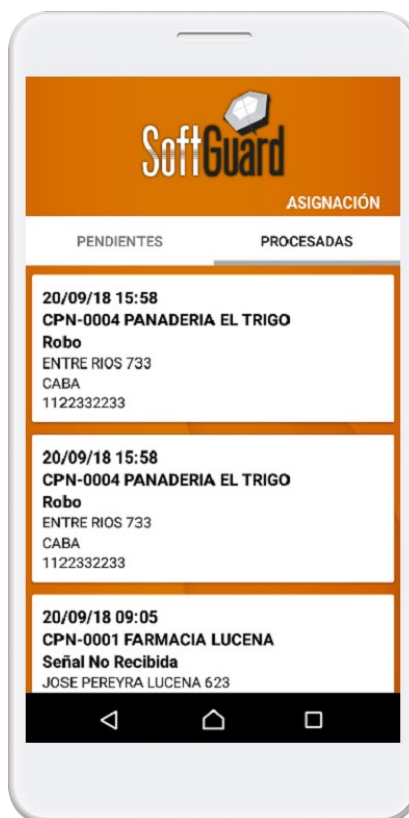 SoftGuard
ASIGNACIÓN
PENDIENTES PROCESADAS
20/09/18 15:58
CPN-0004 PANADERIA EL TRIGO
Robo
ENTRE RIOS 733
CABA
1122332233
20/09/18 15:58
CPN-0004 PANADERIA EL TRIGO
Robo
ENTRE RIOS 733
CABA
1122332233
20/09/18 09:05
CPN-0001 FARMACIA LUCENA
Señal No Recibida
JOSE PEREYRA LUCENA 623